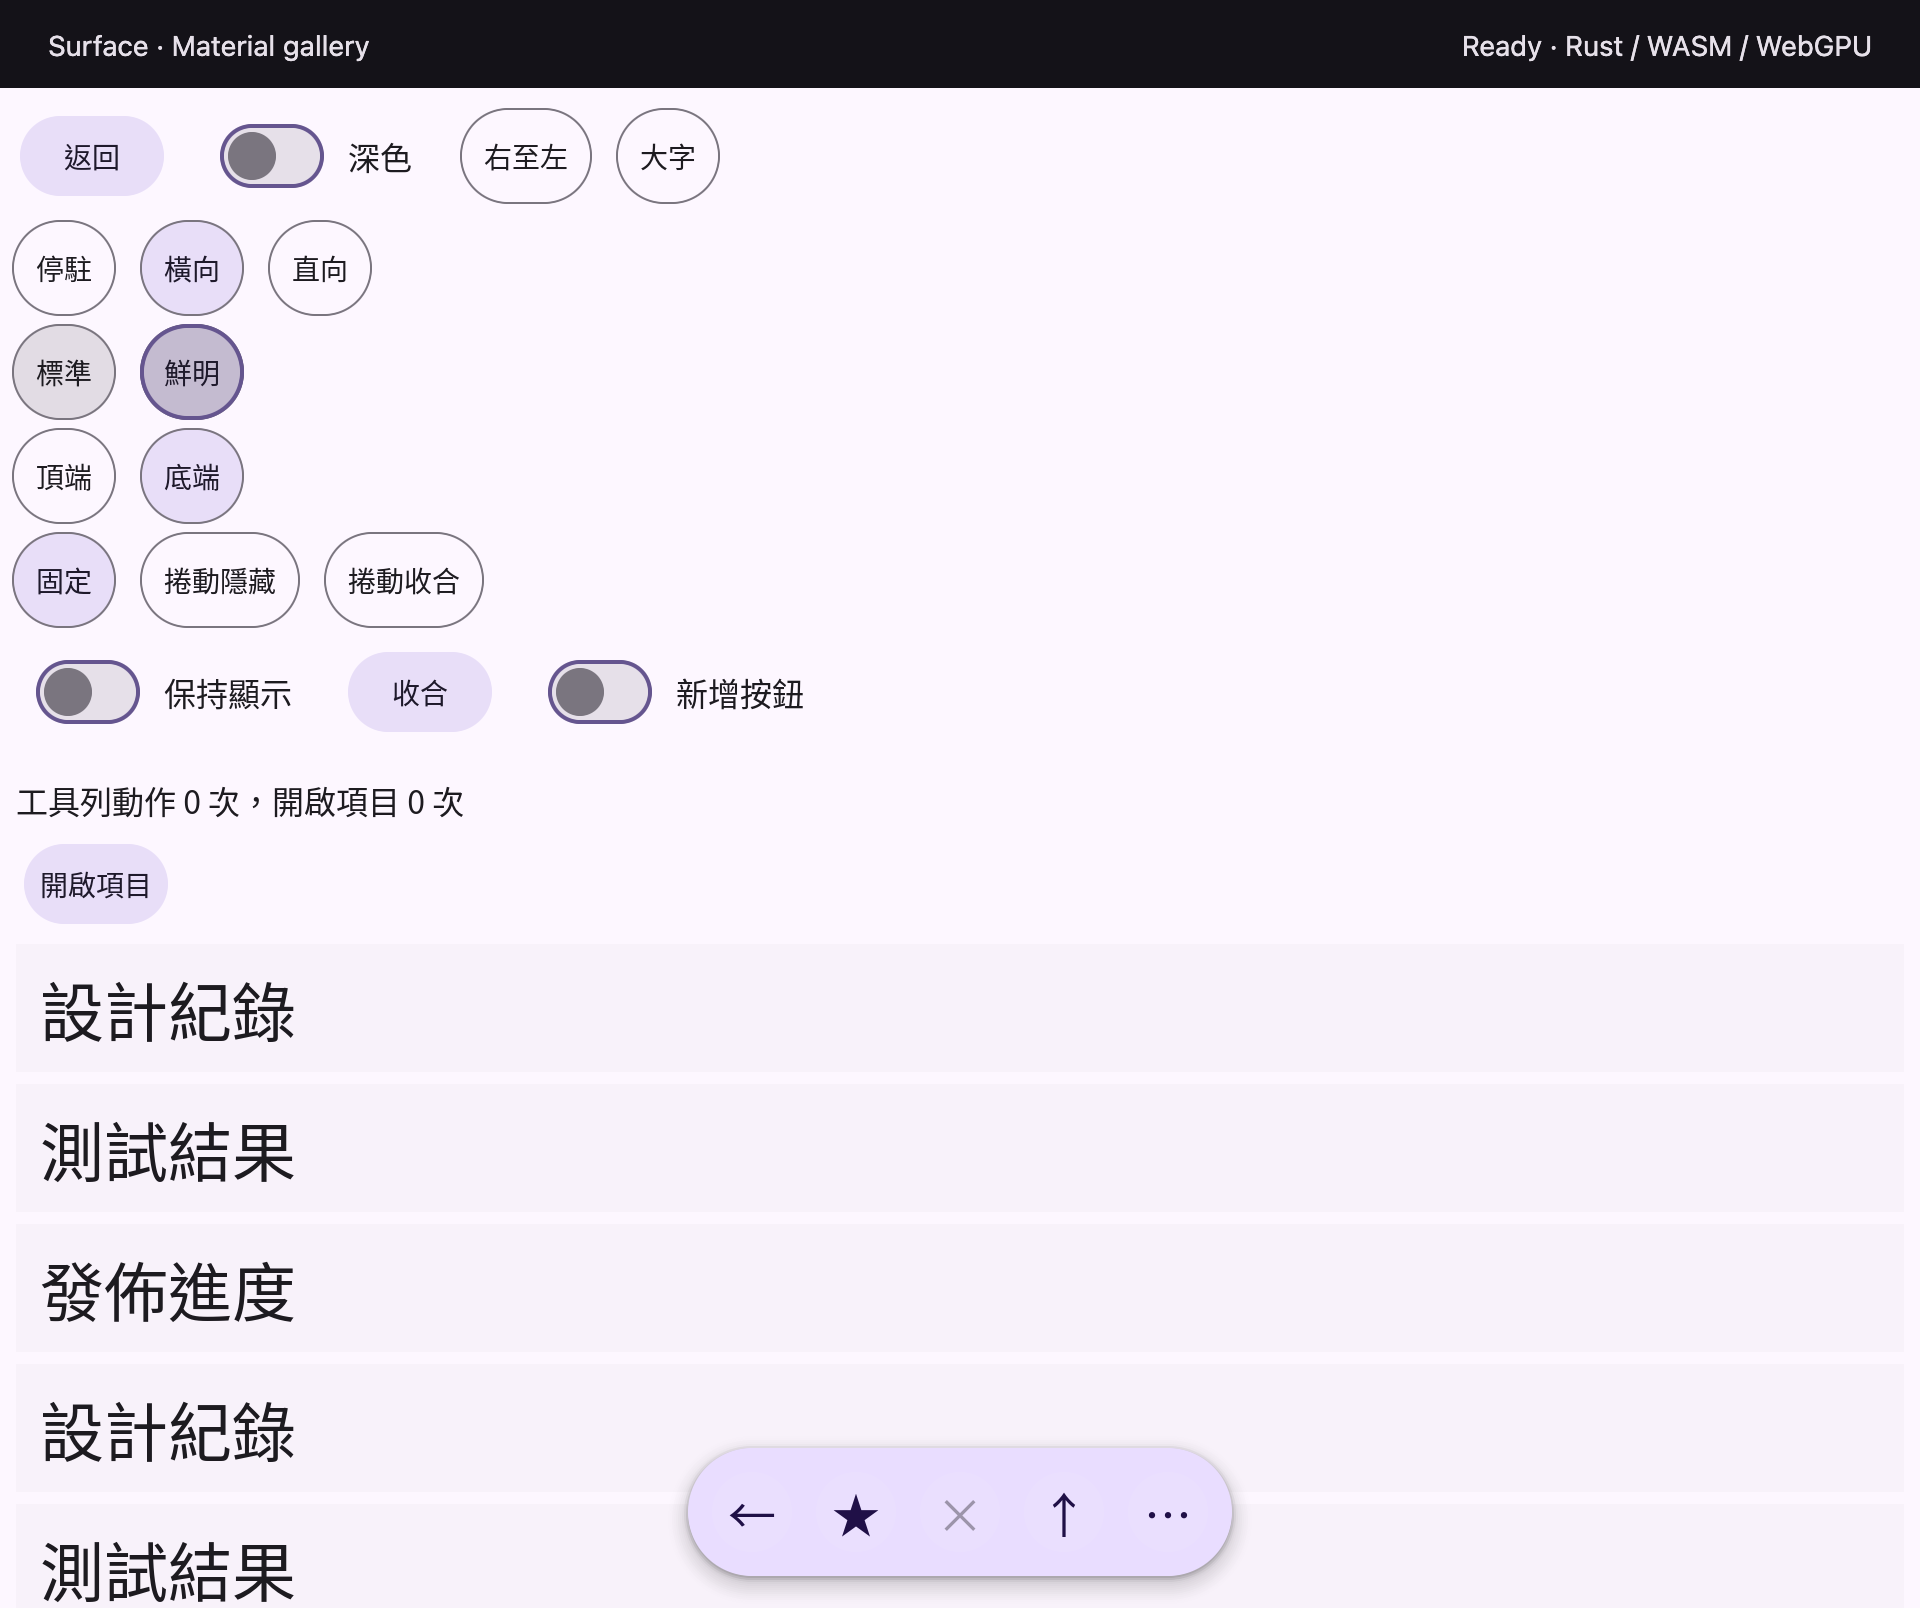 Surface · Material gallery
Ready · Rust / WASM / WebGPU
返回 深色 右至左 大字
停駐 橫向 直向
標準 鮮明
頂端 底端
固定 捲動隱藏 捲動收合
保持顯示 收合 新增按鈕
工具列動作 0 次，開啟項目 0 次
開啟項目
設計紀錄
測試結果
發佈進度
設計紀錄
測試結果